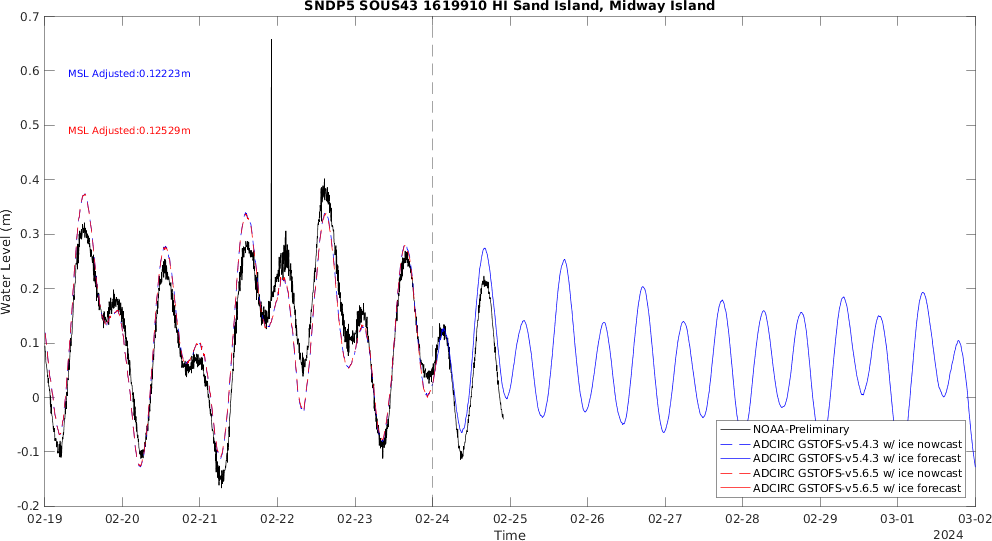 SNDP5 SOUS43 1619910 HI Sand Island, Midway Island
0.7
0.6
0.5
0.4
0.3
0.2
0.1
0
-0.1
-0.2
Water Level (m)
MSL Adjusted:0.12223m
MSL Adjusted:0.12529m
NOAA-Preliminary
ADCIRC GSTOFS-v5.4.3 w/ ice nowcast
ADCIRC GSTOFS-v5.4.3 w/ ice forecast
ADCIRC GSTOFS-v5.6.5 w/ ice nowcast
ADCIRC GSTOFS-v5.6.5 w/ ice forecast
02-19 02-20 02-21 02-22 02-23 02-24 02-25 02-26 02-27 02-28 02-29 03-01 03-02
Time
2024